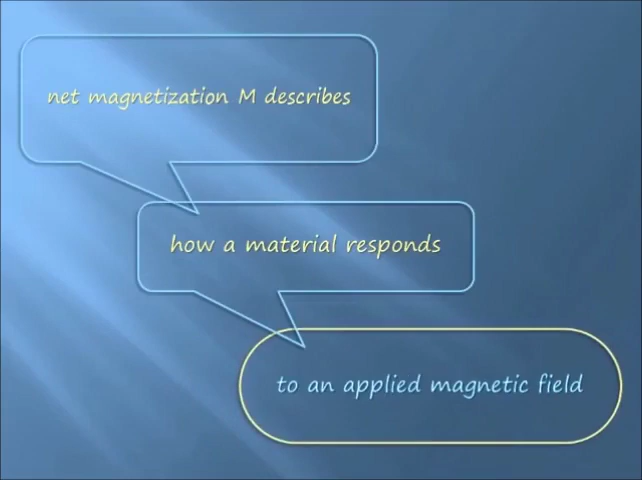 net magnetization M describes
how a material responds
to an applied magnetic field